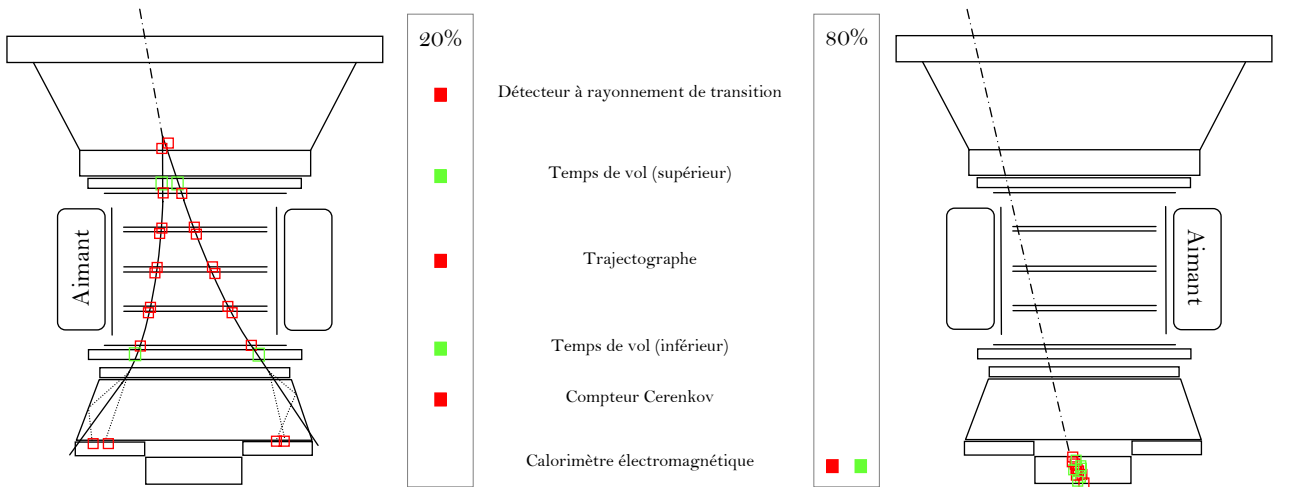 20%
80%
Détecteur à rayonnement de transition
Temps de vol (supérieur)
Aimant
Trajectographe
Aimant
Temps de vol (inférieur)
Compteur Cerenkov
Calorimètre électromagnétique